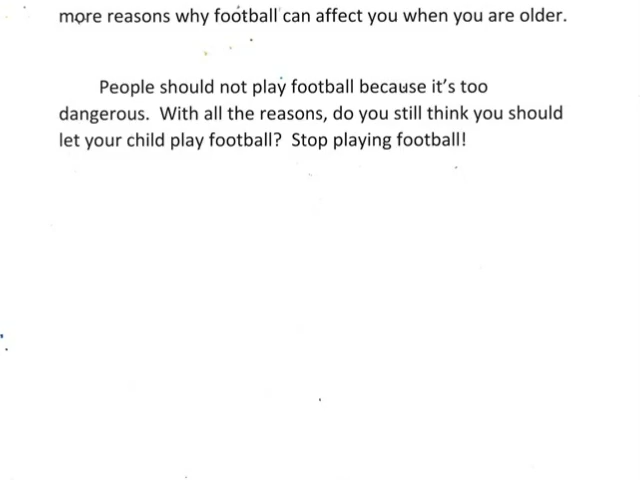 more reasons why football can affect you when you are older.
People should not play football because it's too
dangerous.  With all the reasons, do you still think you should
let your child play football?  Stop playing football!